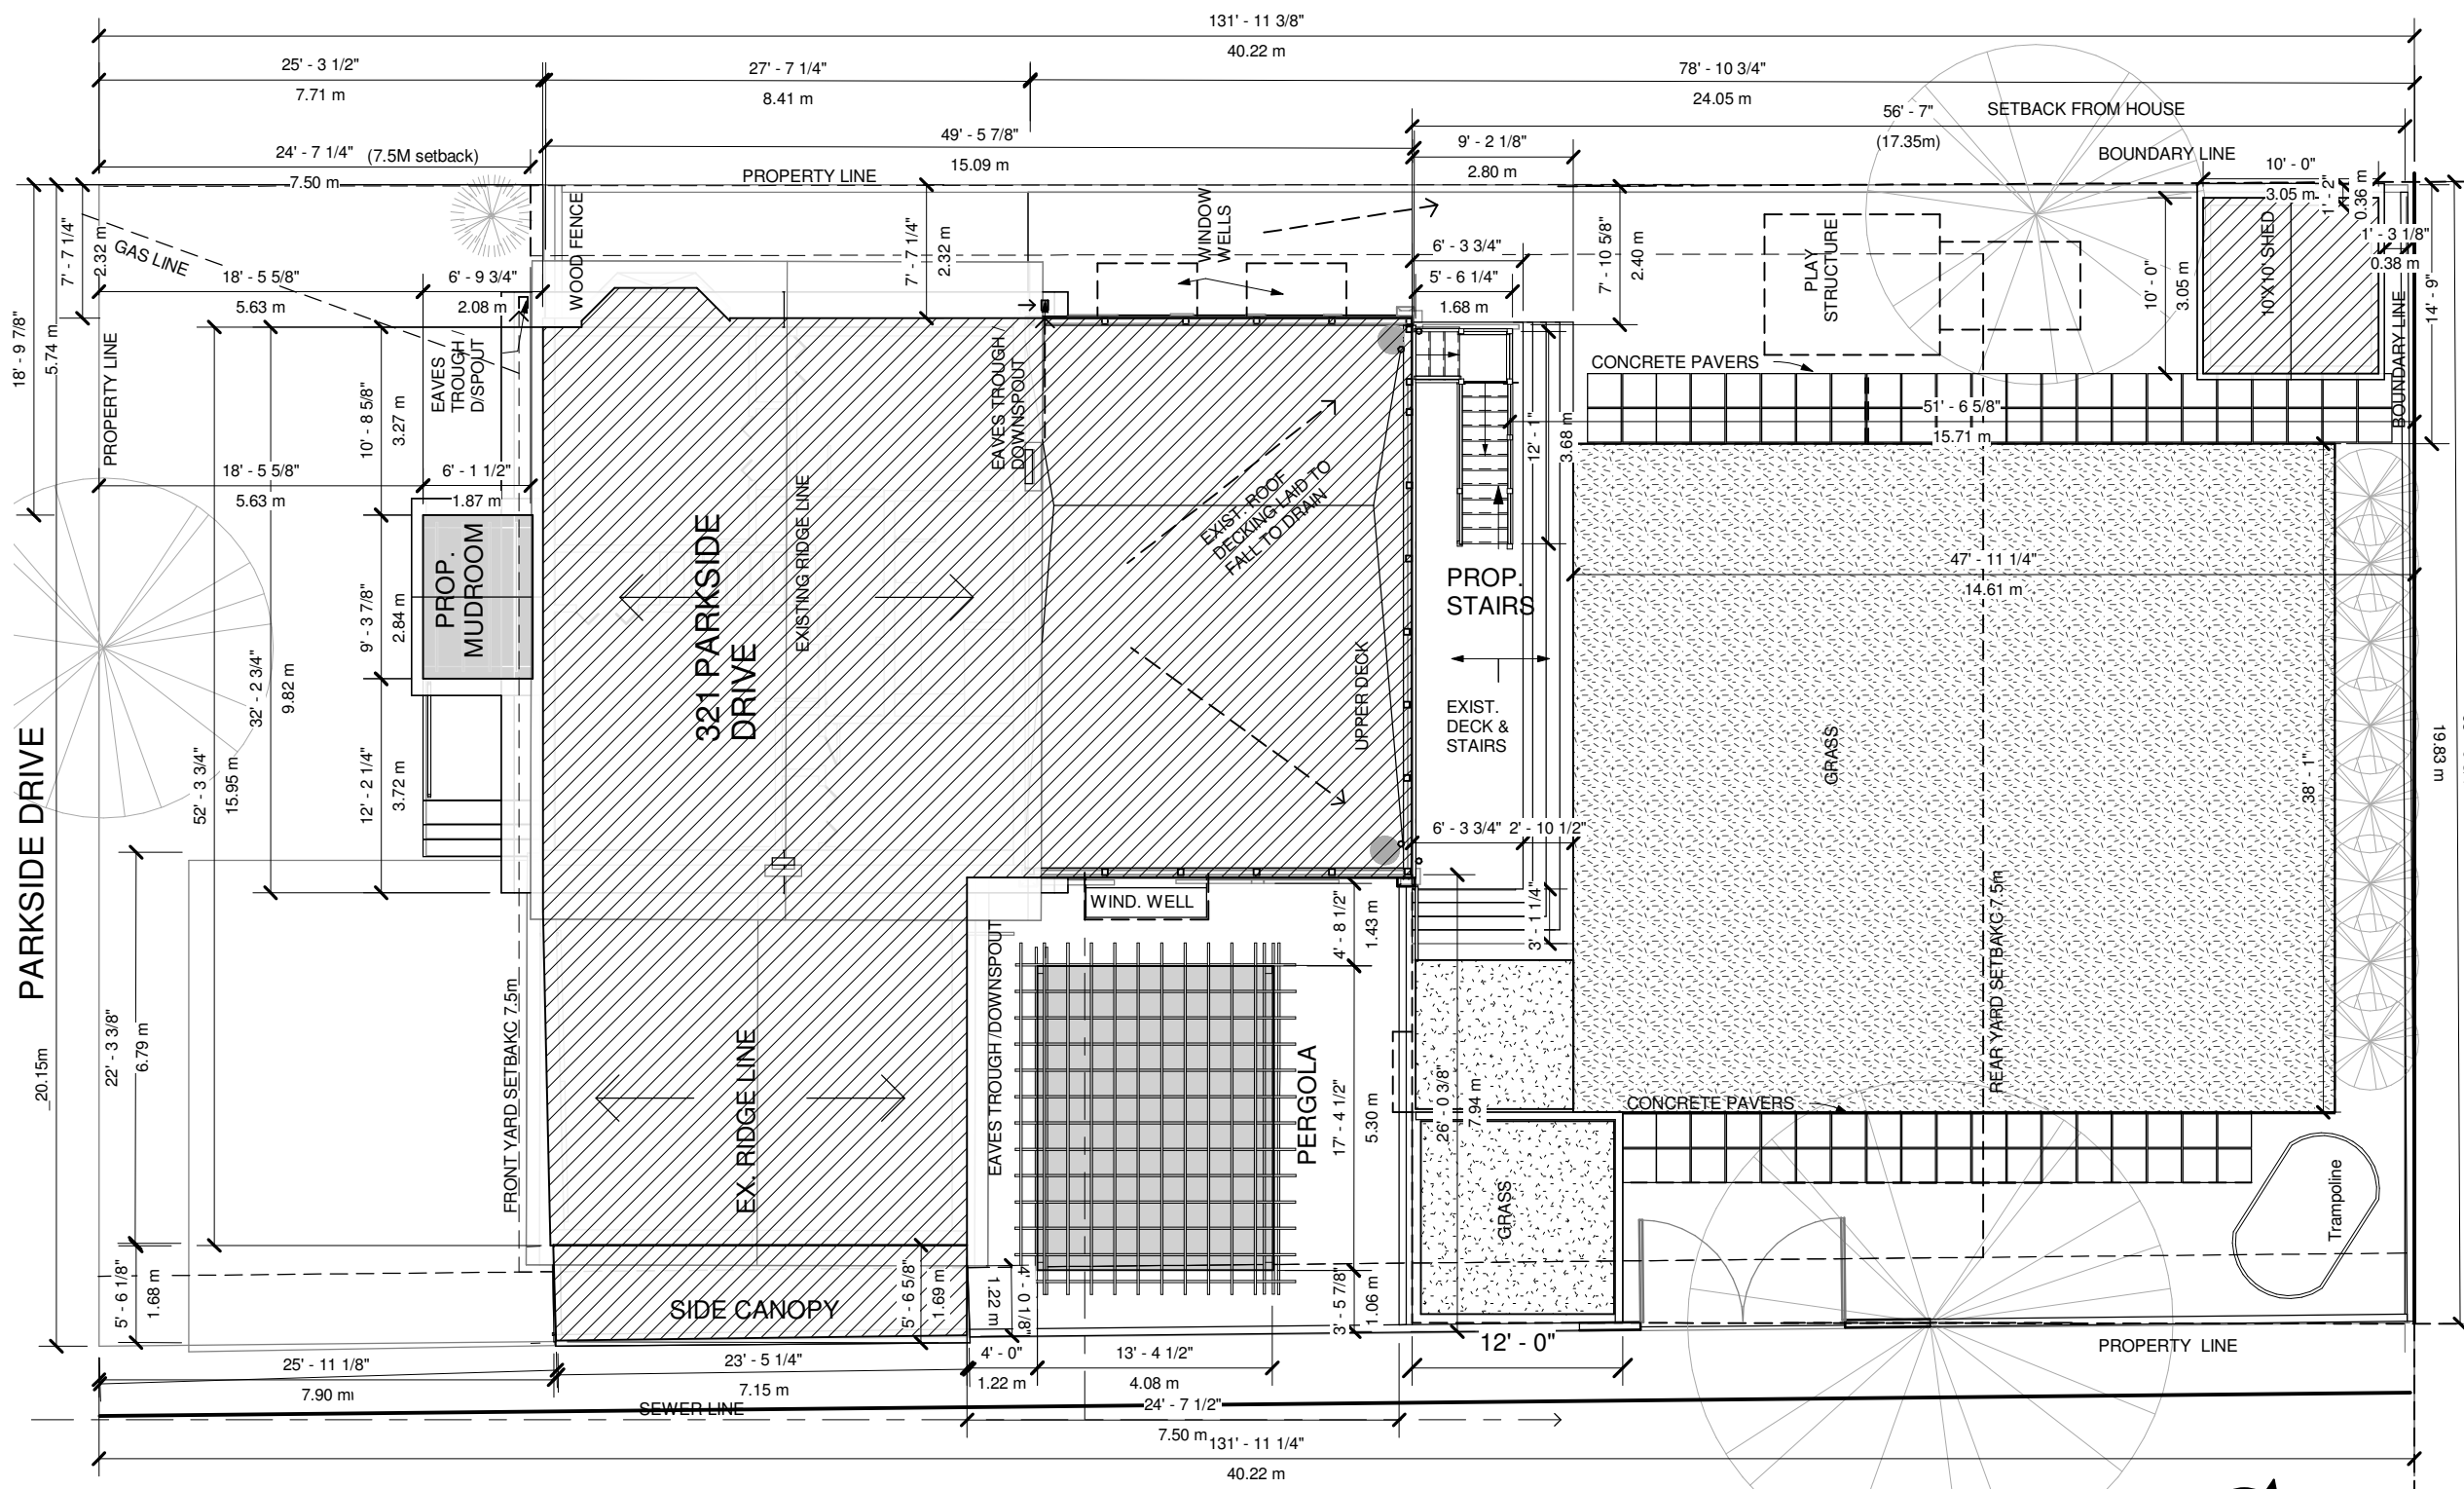 131' - 11 3/8"
40.22 m
25' - 3 1/2"
7.71 m
27' - 7 1/4"
8.41 m
78' - 10 3/4"
24.05 m
56' - 7"
(17.35m)
SETBACK FROM HOUSE
49' - 5 7/8"
15.09 m
9' - 2 1/8"
2.80 m
24' - 7 1/4"
(7.5M setback)
7.50 m
PROPERTY LINE
BOUNDARY LINE
10' - 0"
3.05 m
1' - 2"
0.36 m
1' - 3 1/8"
0.38 m
18' - 9 7/8"
5.74 m
7' - 7 1/4"
2.32 m
GAS LINE
WOOD FENCE
7' - 7 1/4"
2.32 m
WINDOW
WELLS
6' - 3 3/4"
5' - 6 1/4"
1.68 m
7' - 10 5/8"
2.40 m
PLAY
STRUCTURE
10' - 0"
3.05 m
10'X10' SHED
BOUNDARY LINE
14' - 9"
18' - 5 5/8"
5.63 m
6' - 9 3/4"
2.08 m
PROPERTY LINE
EAVES
TROUGH
D/SPOUT
10' - 8 5/8"
3.27 m
EAVES TROUGH
DOWNSPOUT
CONCRETE PAVERS
51' - 6 5/8"
15.71 m
12' - 1"
3.68 m
18' - 5 5/8"
5.63 m
6' - 1 1/2"
1.87 m
PROP.
MUDROOM
321 PARKSIDE
DRIVE
EXISTING RIDGE LINE
EXIST. ROOF
DECKING LAID TO
FALL TO DRAIN
PROP.
STAIRS
47' - 11 1/4"
14.61 m
9' - 3 7/8"
2.84 m
32' - 2 3/4"
9.82 m
UPPER DECK
EXIST.
DECK &
STAIRS
GRASS
38' - 1"
19.83 m
PARKSIDE DRIVE
52' - 3 3/4"
15.95 m
12' - 2 1/4"
3.72 m
6' - 3 3/4"
2' - 10 1/2"
WIND. WELL
4' - 8 1/2"
1.43 m
3' - 1 1/4"
REAR YARD SETBAKC 7.5m
20.15m
22' - 3 3/8"
6.79 m
FRONT YARD SETBAKC 7.5m
EX. RIDGE LINE
EAVES TROUGH /DOWNSPOUT
PERGOLA
17' - 4 1/2"
5.30 m
26' - 0 3/8"
7.94 m
CONCRETE PAVERS
GRASS
Trampoline
5' - 6 1/8"
1.68 m
SIDE CANOPY
5' - 6 5/8"
1.69 m
1.22 m
4' - 0 1/8"
3' - 5 7/8"
1.06 m
12' - 0"
PROPERTY LINE
25' - 11 1/8"
7.90 m
23' - 5 1/4"
7.15 m
4' - 0"
1.22 m
13' - 4 1/2"
4.08 m
SEWER LINE
24' - 7 1/2"
7.50 m
131' - 11 1/4"
40.22 m